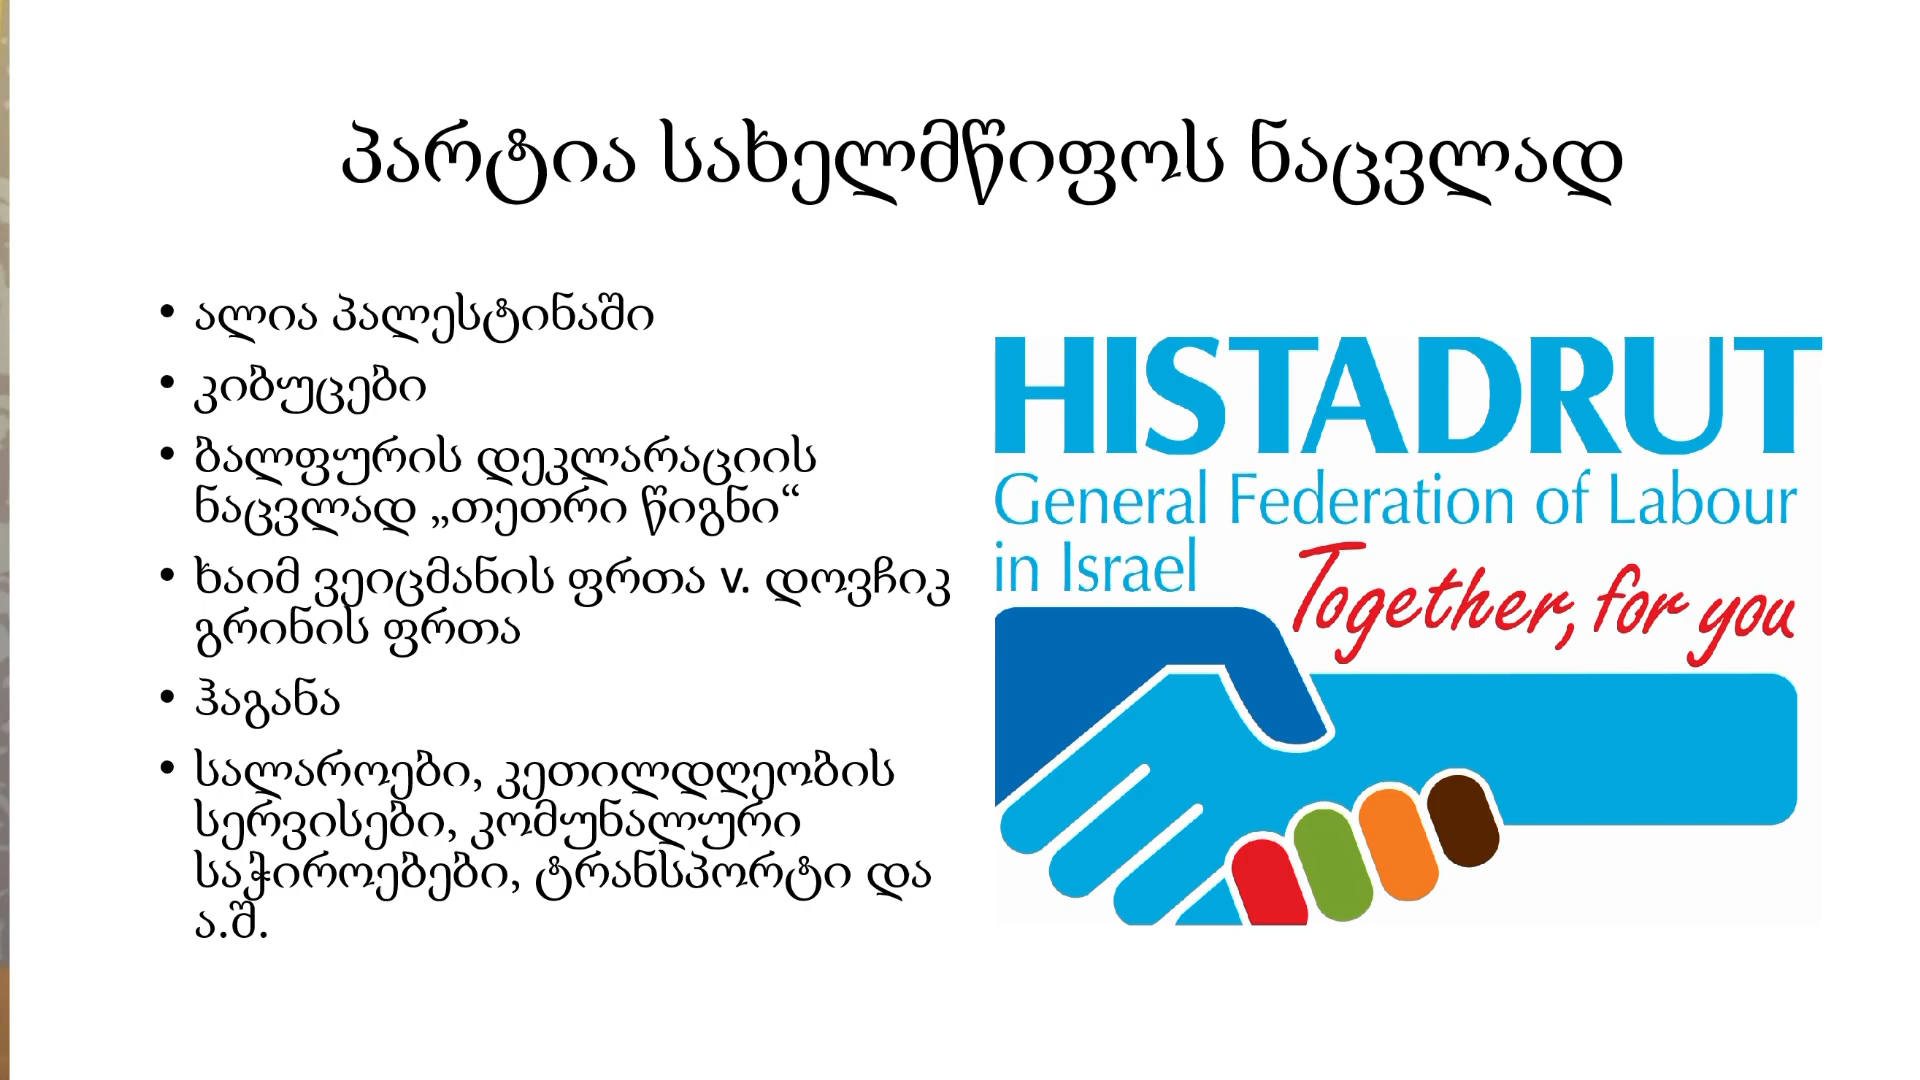 პარტია სახელმწიფოს ნაცვლად
• ალია პალესტინაში
• კიბუცები
• ბალფურის დეკლარაციის
ნაცვლად „თეთრი წიგნი“
• ხაიმ ვეიცმანის ფრთა v. დოვჩიკ
გრინის ფრთა
• ჰაგანა
• სალაროები, კეთილდღეობის
სერვისები, კომუნალური
საჭიროებები, ტრანსპორტი და
ა.შ.
HISTADRUT
General Federation of Labour
in Israel
Together, for you